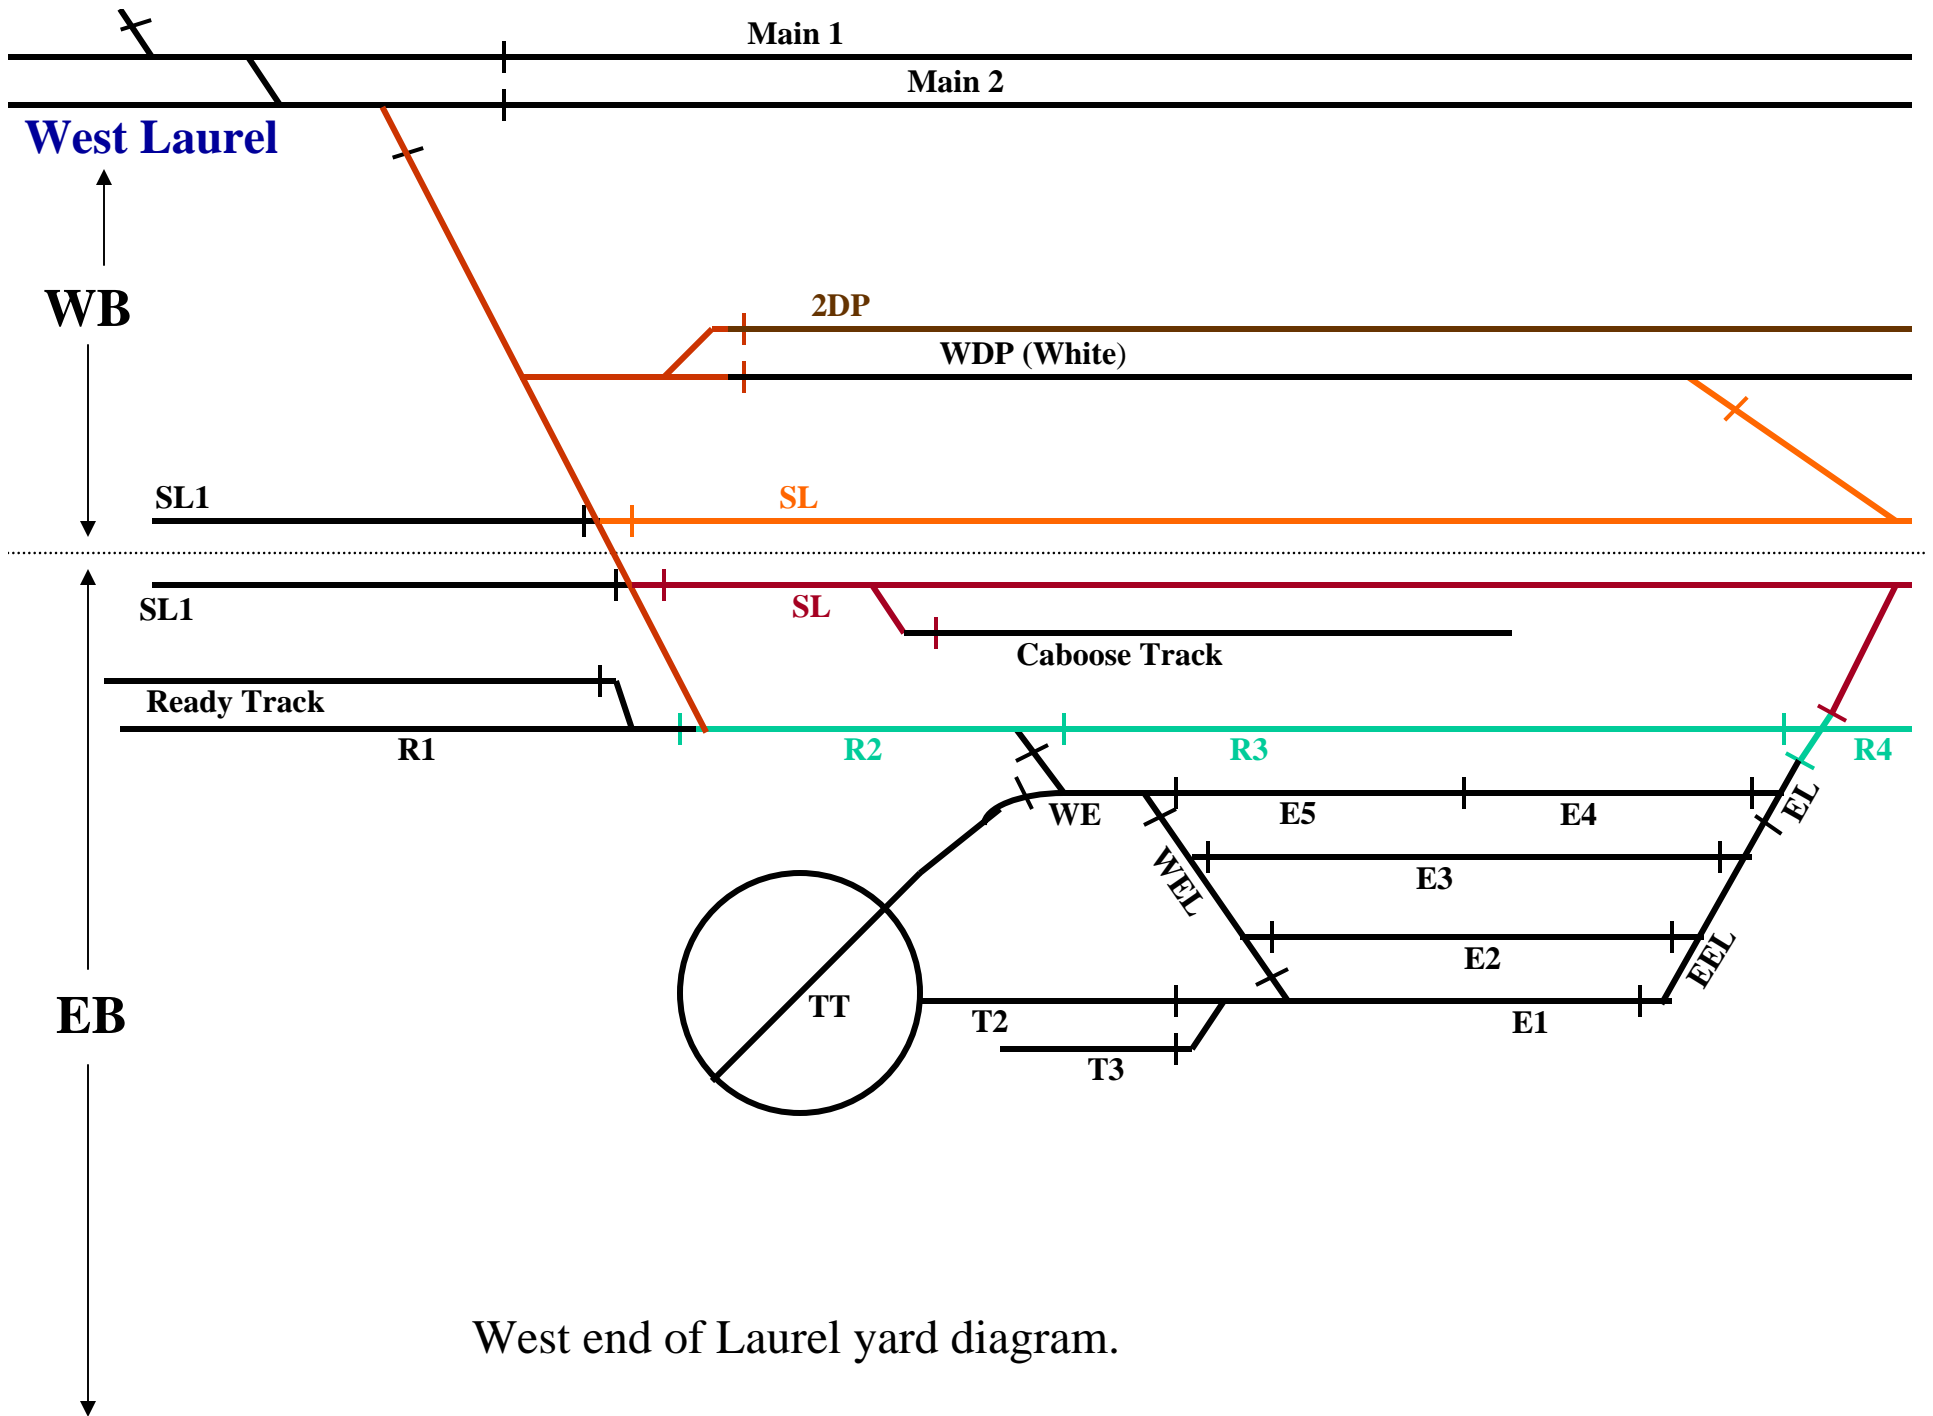 Main 1
Main 2
West Laurel
WB
2DP
WDP (White)
SL1
SL
SL1
SL
Caboose Track
Ready Track
R1
R2
R3
R4
WE
E5
E4
EL
WEL
E3
E2
EEL
TT
T2
E1
EB
T3
West end of Laurel yard diagram.